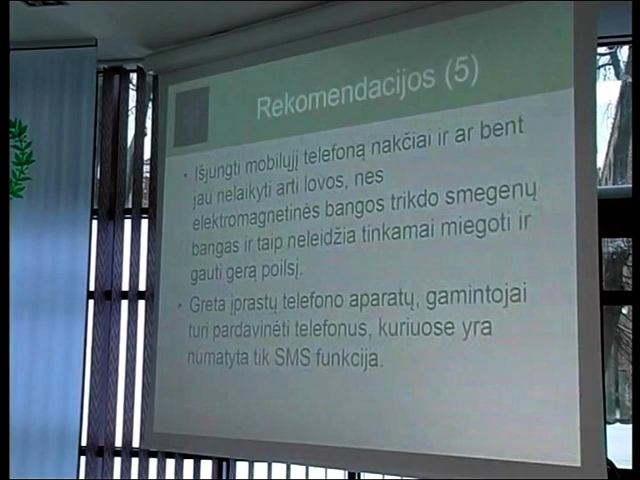 Rekomendacijos (5)
• Išjungti mobilųjį telefoną nakčiai ir ar bent
jau nelaikyti arti lovos, nes
elektromagnetinės bangos trikdo smegenų
bangas ir taip neleidžia tinkamai miegoti ir
gauti gerą poilsį.
• Greta įprastų telefono aparatų, gamintojai
turi pardavinėti telefonus, kuriuose yra
numatyta tik SMS funkcija.